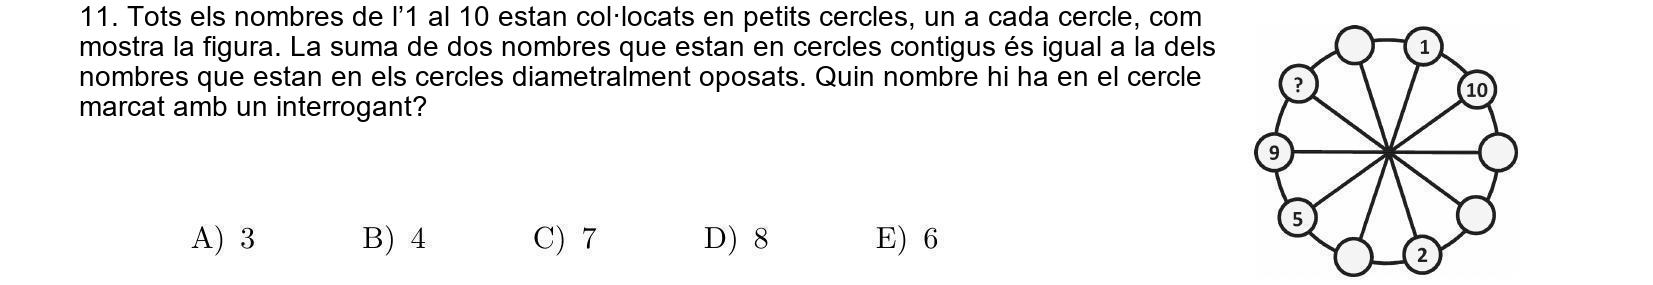 11. Tots els nombres de l’1 al 10 estan col·locats en petits cercles, un a cada cercle, com
mostra la figura. La suma de dos nombres que estan en cercles contigus és igual a la dels
nombres que estan en els cercles diametralment oposats. Quin nombre hi ha en el cercle
marcat amb un interrogant?
1
? 10
9
5
2
A) 3 B) 4 C) 7 D) 8 E) 6